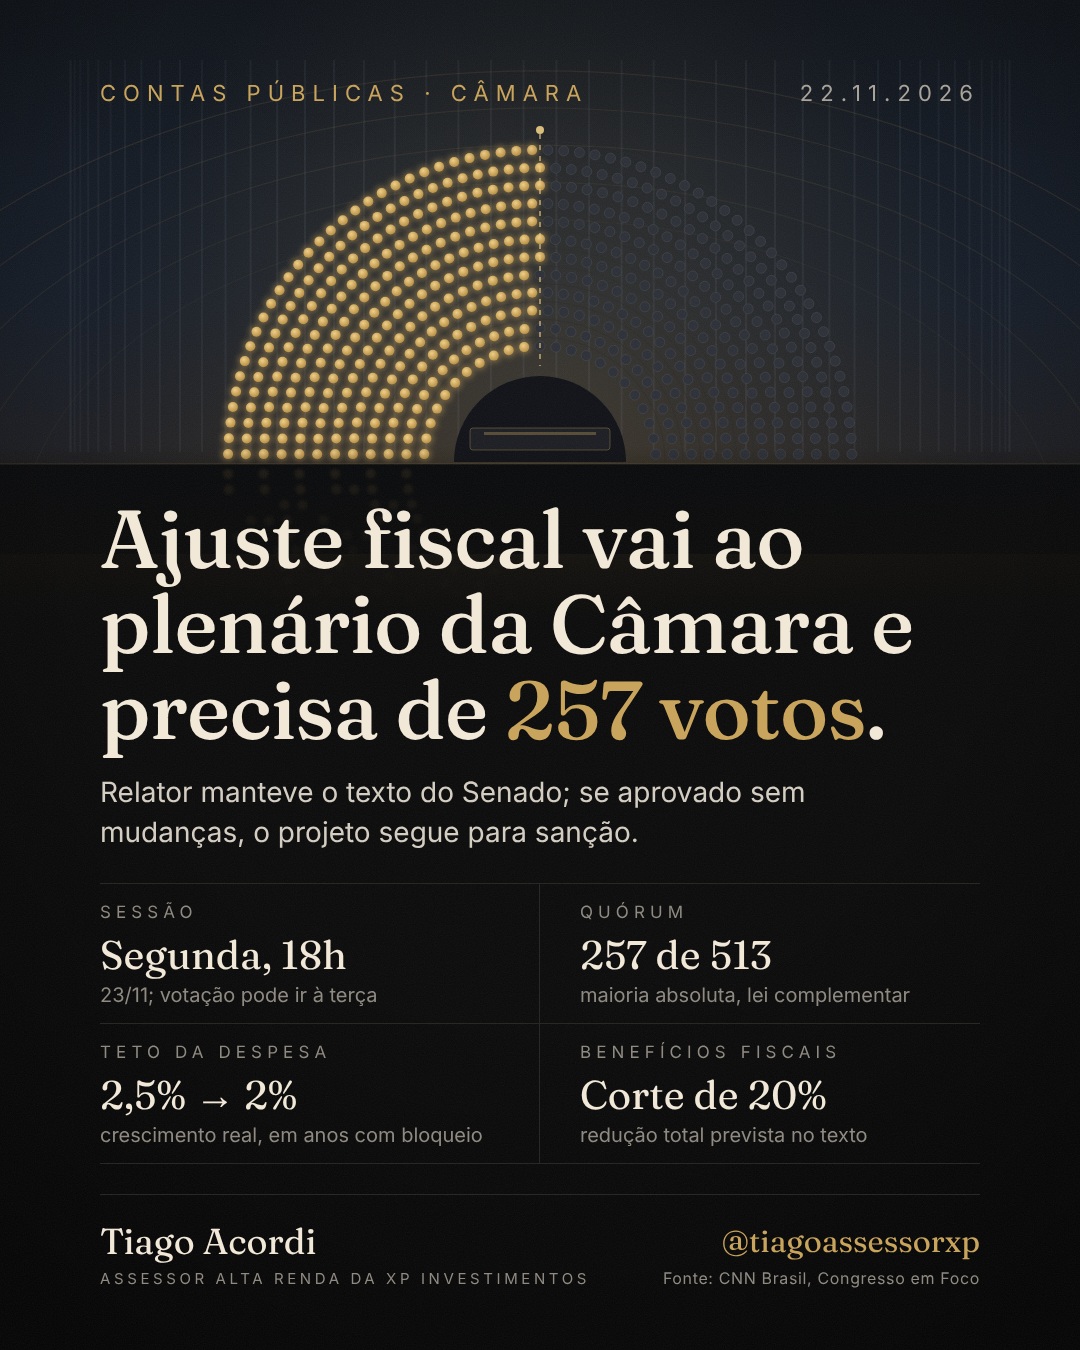 CONTAS PÚBLICAS · CÂMARA
22.11.2026
Ajuste fiscal vai ao
plenário da Câmara e
precisa de 257 votos.
Relator manteve o texto do Senado; se aprovado sem
mudanças, o projeto segue para sanção.
SESSÃO
Segunda, 18h
23/11; votação pode ir à terça
QUÓRUM
257 de 513
maioria absoluta, lei complementar
TETO DA DESPESA
2,5% → 2%
crescimento real, em anos com bloqueio
BENEFÍCIOS FISCAIS
Corte de 20%
redução total prevista no texto
Tiago Acordi
ASSESSOR ALTA RENDA DA XP INVESTIMENTOS
@tiagoassessorxp
Fonte: CNN Brasil, Congresso em Foco